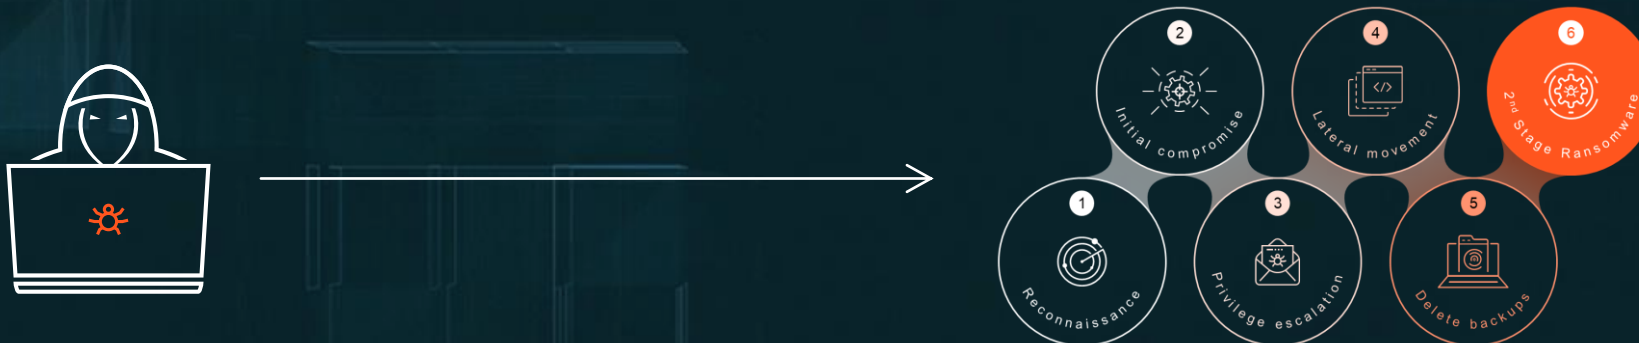 1
Reconnaissance
2
Initial compromise
3
Privilege escalation
4
Lateral movement
</>
5
Delete backups
6
2nd Stage Ransomware